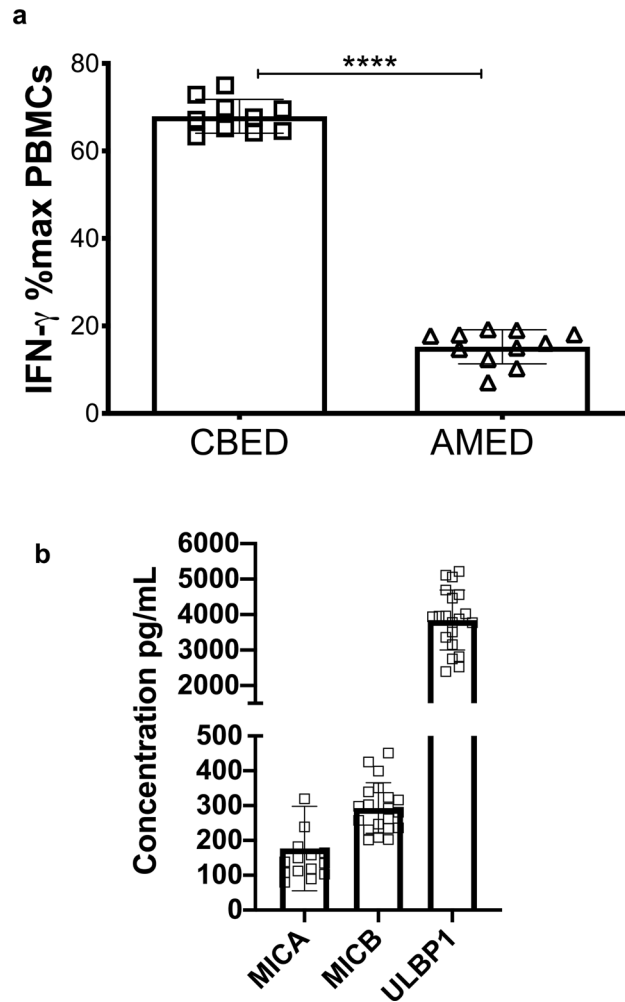 a
****
IFN-γ %max PBMCs
80
60
40
20
0
CBED AMED
b
Concentration pg/mL
6000
5000
4000
3000
2000
500
400
300
200
100
0
MICA MICB ULBP1